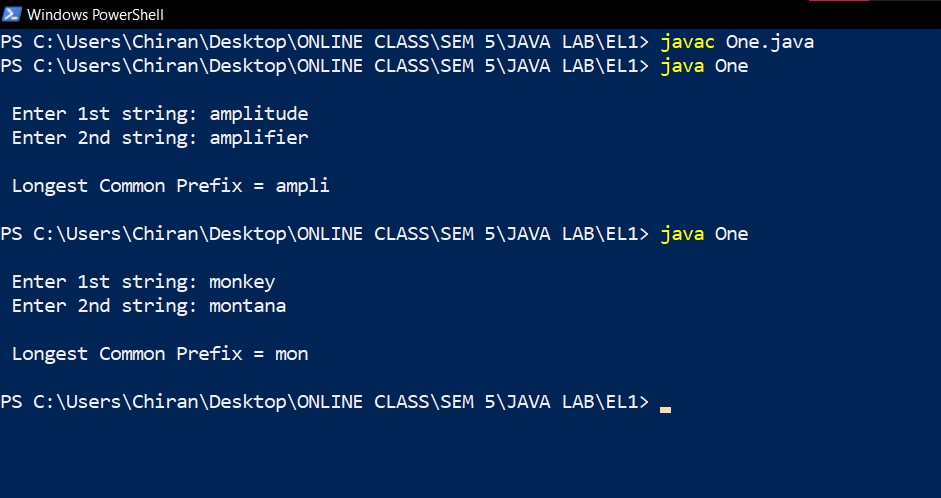 Windows PowerShell
PS C:\Users\Chiran\Desktop\ONLINE CLASS\SEM 5\JAVA LAB\EL1> javac One.java
PS C:\Users\Chiran\Desktop\ONLINE CLASS\SEM 5\JAVA LAB\EL1> java One
Enter 1st string: amplitude
Enter 2nd string: amplifier
Longest Common Prefix = ampli
PS C:\Users\Chiran\Desktop\ONLINE CLASS\SEM 5\JAVA LAB\EL1> java One
Enter 1st string: monkey
Enter 2nd string: montana
Longest Common Prefix = mon
PS C:\Users\Chiran\Desktop\ONLINE CLASS\SEM 5\JAVA LAB\EL1>